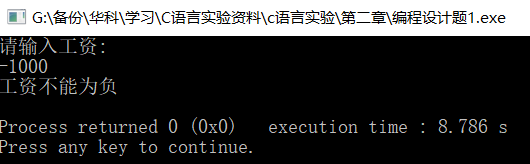 G:\备份\华科\学习\C语言实验资料\c语言实验\第二章\编程设计题1.exe
请输入工资:
-1000
工资不能为负
Process returned 0 (0x0)   execution time : 8.786 s
Press any key to continue.